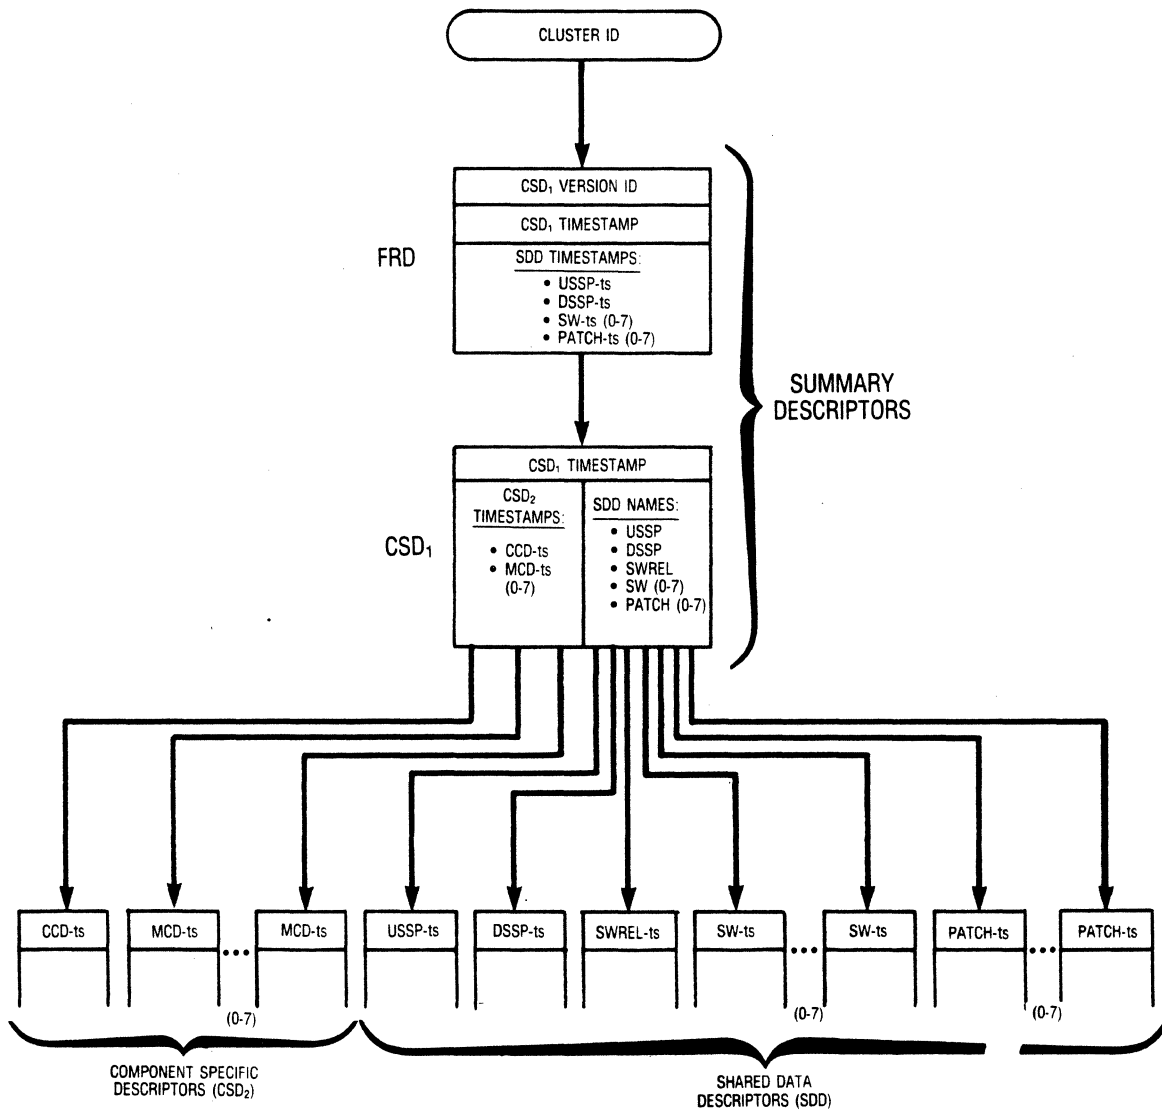 CLUSTER ID
CSD₁ VERSION ID
CSD₁ TIMESTAMP
FRD
SDD TIMESTAMPS:
• USSP-ts
• DSSP-ts
• SW-ts (0-7)
• PATCH-ts (0-7)
SUMMARY
DESCRIPTORS
CSD₁ TIMESTAMP
CSD₁
CSD₂
TIMESTAMPS:
• CCD-ts
• MCD-ts
(0-7)
SDD NAMES:
• USSP
• DSSP
• SWREL
• SW (0-7)
• PATCH (0-7)
CCD-ts
MCD-ts
•••
MCD-ts
USSP-ts
DSSP-ts
SWREL-ts
SW-ts
•••
SW-ts
PATCH-ts
•••
PATCH-ts
(0-7)
(0-7)
(0-7)
COMPONENT SPECIFIC
DESCRIPTORS (CSD₂)
SHARED DATA
DESCRIPTORS (SDD)